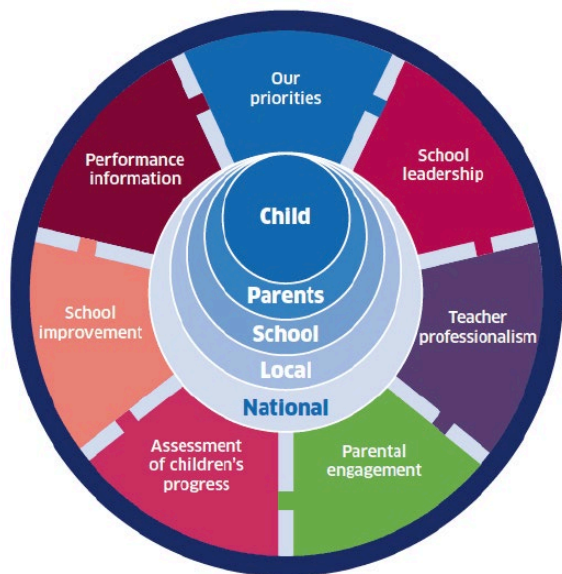 Our
priorities
School
leadership
Teacher
professionalism
Parental
engagement
Assessment
of children's
progress
School
improvement
Performance
information
Child
Parents
School
Local
National